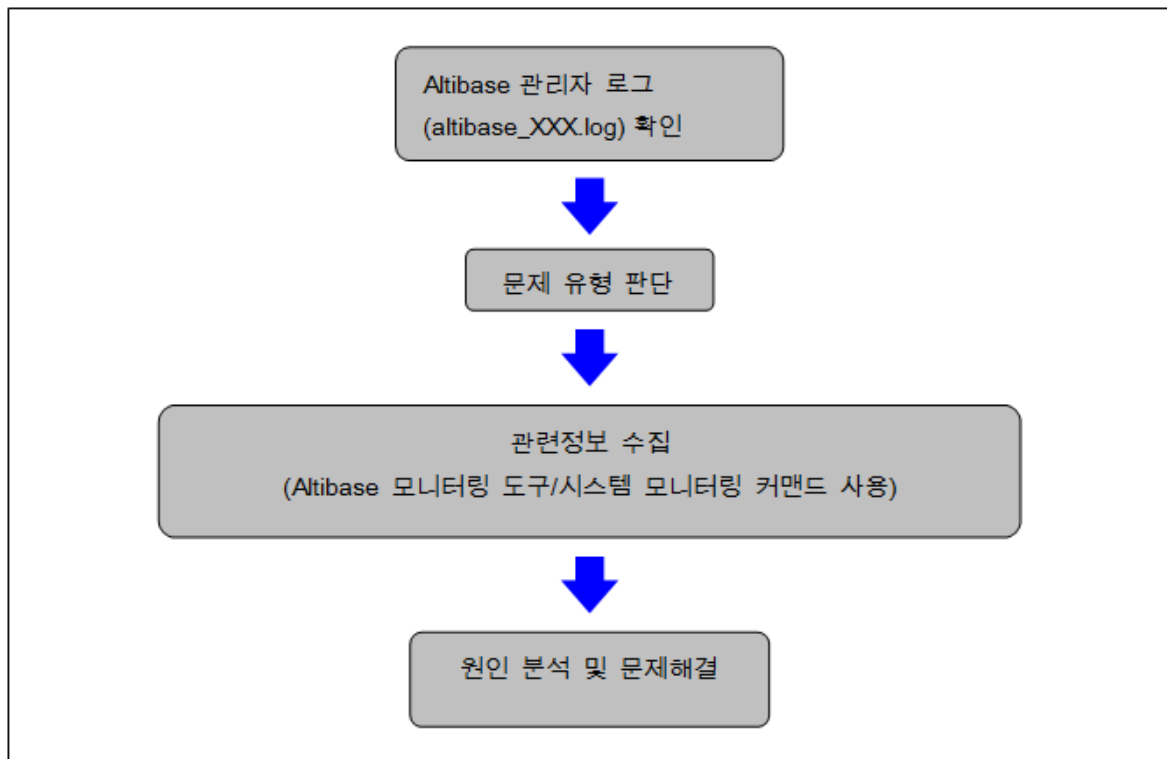 Altibase 관리자 로그
(altibase_XXX.log) 확인
문제 유형 판단
관련정보 수집
(Altibase 모니터링 도구/시스템 모니터링 커맨드 사용)
원인 분석 및 문제해결